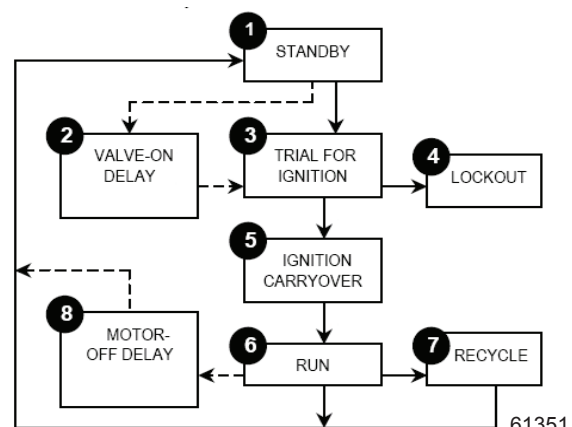 1
STANDBY
2
VALVE-ON
DELAY
3
TRIAL FOR
IGNITION
4
LOCKOUT
5
IGNITION
CARRYOVER
8
MOTOR-
OFF DELAY
6
RUN
7
RECYCLE
61351